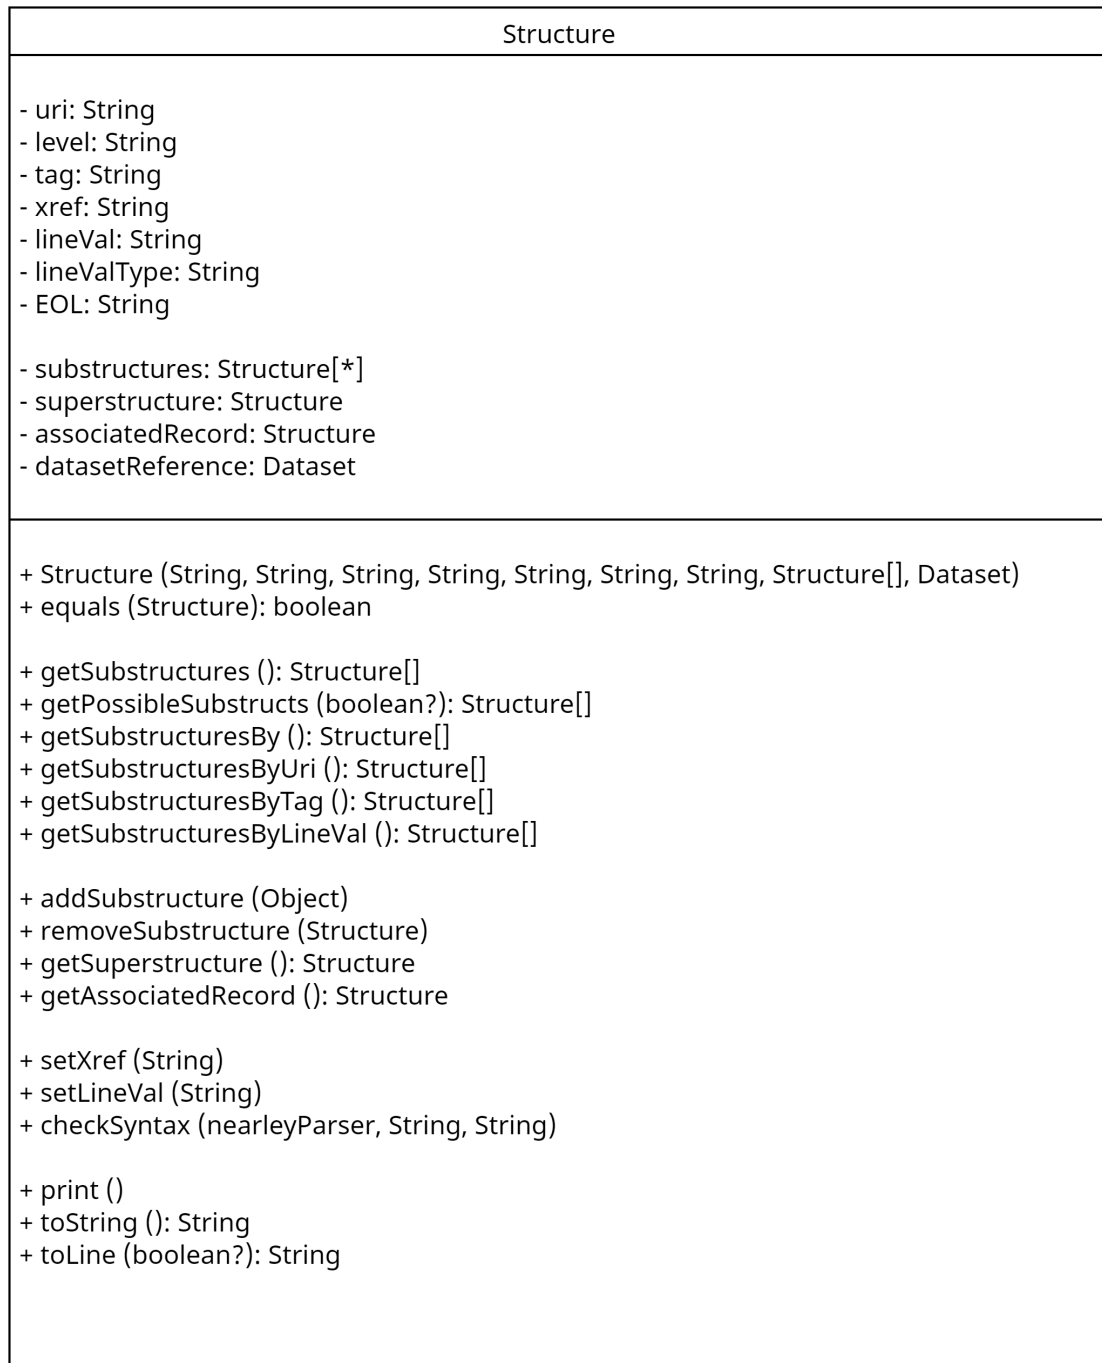 Structure
- uri: String
- level: String
- tag: String
- xref: String
- lineVal: String
- lineValType: String
- EOL: String
- substructures: Structure[*]
- superstructure: Structure
- associatedRecord: Structure
- datasetReference: Dataset
+ Structure (String, String, String, String, String, String, String, Structure[], Dataset)
+ equals (Structure): boolean
+ getSubstructures (): Structure[]
+ getPossibleSubstructs (boolean?): Structure[]
+ getSubstructuresBy (): Structure[]
+ getSubstructuresByUri (): Structure[]
+ getSubstructuresByTag (): Structure[]
+ getSubstructuresByLineVal (): Structure[]
+ addSubstructure (Object)
+ removeSubstructure (Structure)
+ getSuperstructure (): Structure
+ getAssociatedRecord (): Structure
+ setXref (String)
+ setLineVal (String)
+ checkSyntax (nearleyParser, String, String)
+ print ()
+ toString (): String
+ toLine (boolean?): String